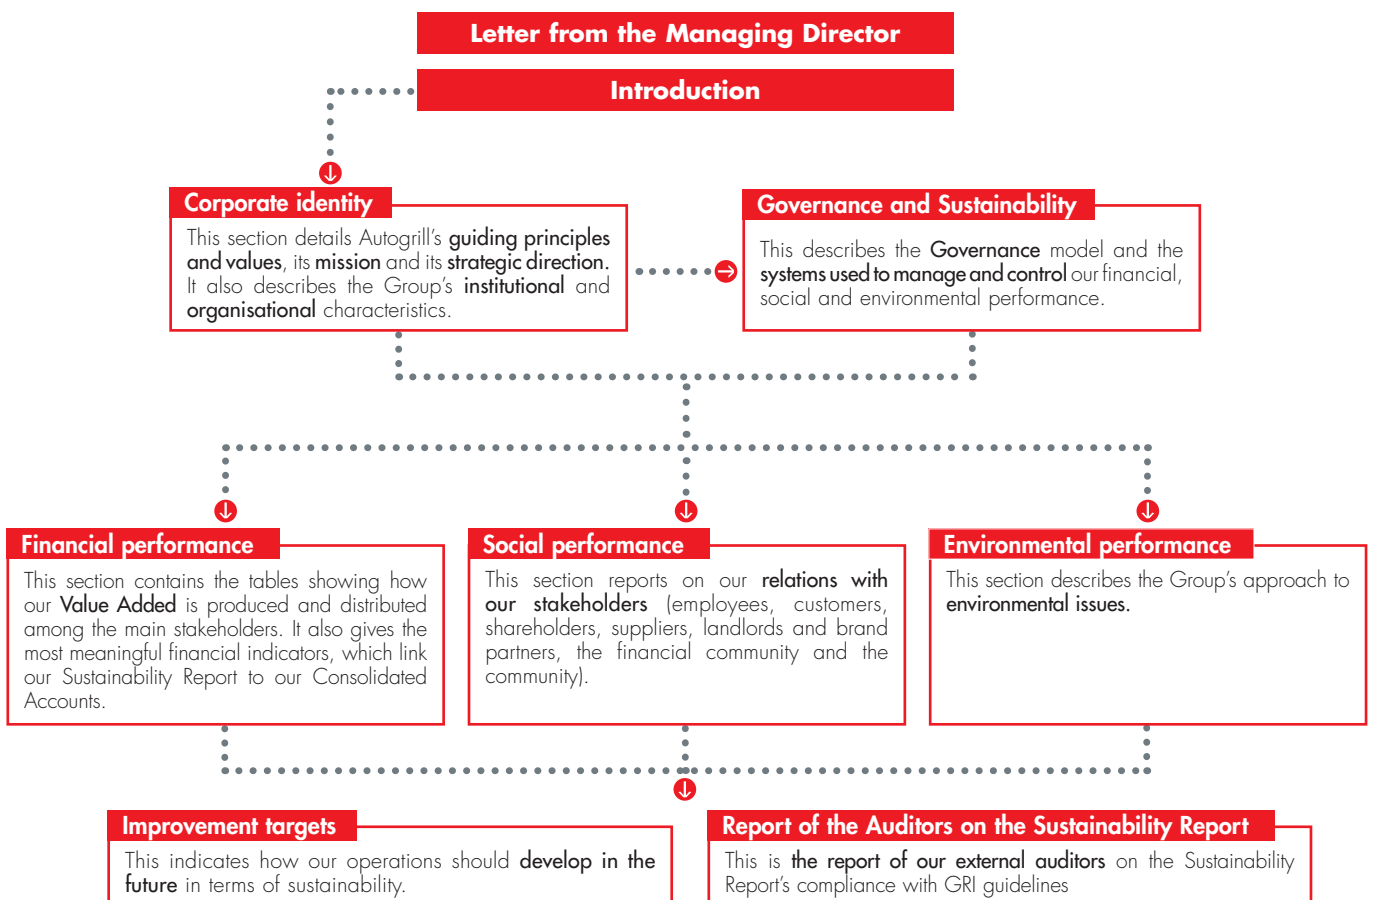 Letter from the Managing Director
Introduction
Corporate identity
This section details Autogrill's guiding principles
and values, its mission and its strategic direction.
It also describes the Group's institutional and
organisational characteristics.
Governance and Sustainability
This describes the Governance model and the
systems used to manage and control our financial,
social and environmental performance.
Financial performance
This section contains the tables showing how
our Value Added is produced and distributed
among the main stakeholders. It also gives the
most meaningful financial indicators, which link
our Sustainability Report to our Consolidated
Accounts.
Social performance
This section reports on our relations with
our stakeholders (employees, customers,
shareholders, suppliers, landlords and brand
partners, the financial community and the
community).
Environmental performance
This section describes the Group's approach to
environmental issues.
Improvement targets
This indicates how our operations should develop in the
future in terms of sustainability.
Report of the Auditors on the Sustainability Report
This is the report of our external auditors on the Sustainability
Report's compliance with GRI guidelines